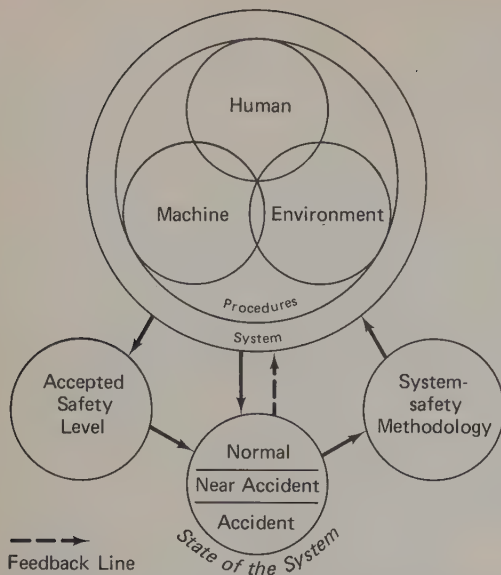 Human
Machine
Environment
Procedures
System
Accepted
Safety
Level
System-
safety
Methodology
Normal
Near Accident
Accident
State of the System
Feedback Line